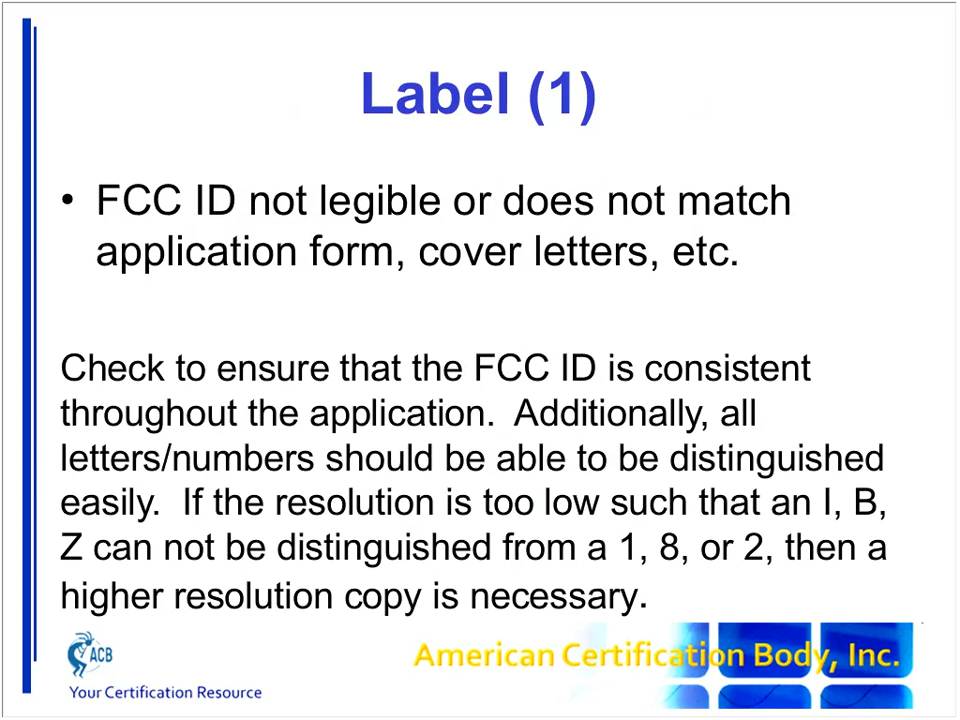 Label (1)
• FCC ID not legible or does not match
application form, cover letters, etc.
Check to ensure that the FCC ID is consistent
throughout the application.  Additionally, all
letters/numbers should be able to be distinguished
easily.  If the resolution is too low such that an I, B,
Z can not be distinguished from a 1, 8, or 2, then a
higher resolution copy is necessary.
ACB
American Certification Body, Inc.
Your Certification Resource